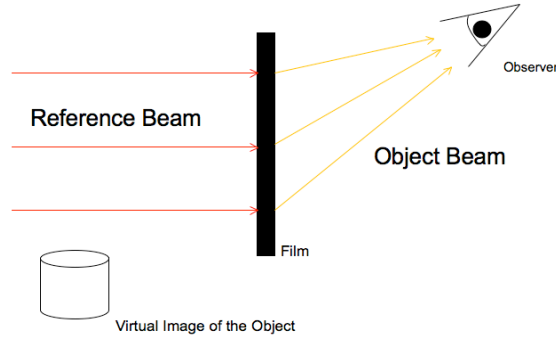 Observer
Reference Beam
Object Beam
Film
Virtual Image of the Object